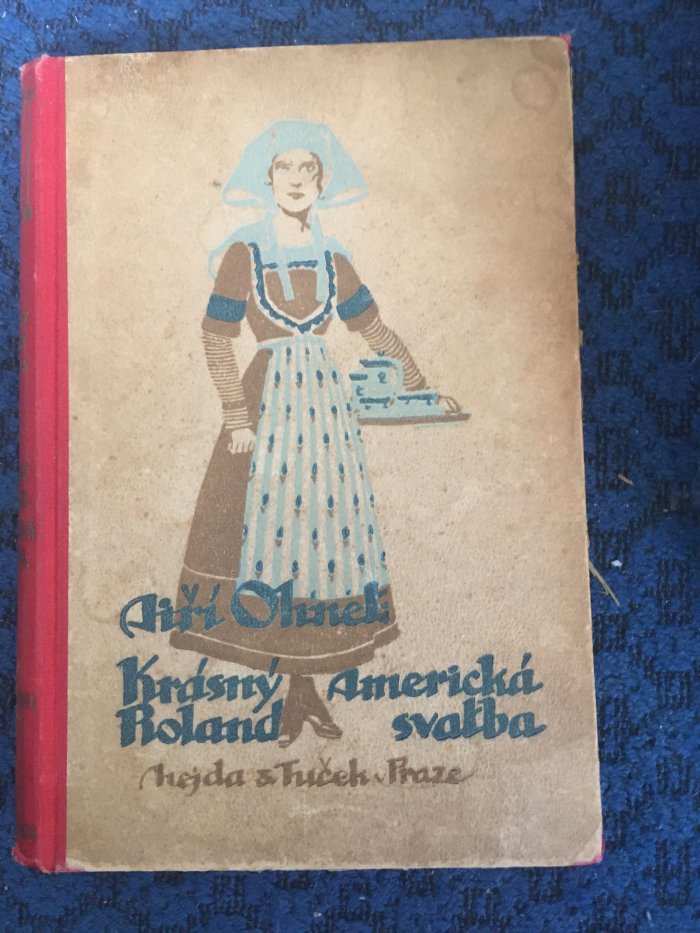 Jiří Ohnet:
Krásný Americká
Roland svatba
Hejda & Tuček v Praze